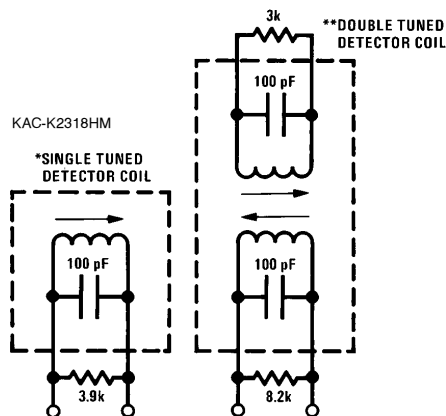 3k
**DOUBLE TUNED
DETECTOR COIL
100 pF
KAC-K2318HM
*SINGLE TUNED
DETECTOR COIL
100 pF
100 pF
3.9k
8.2k